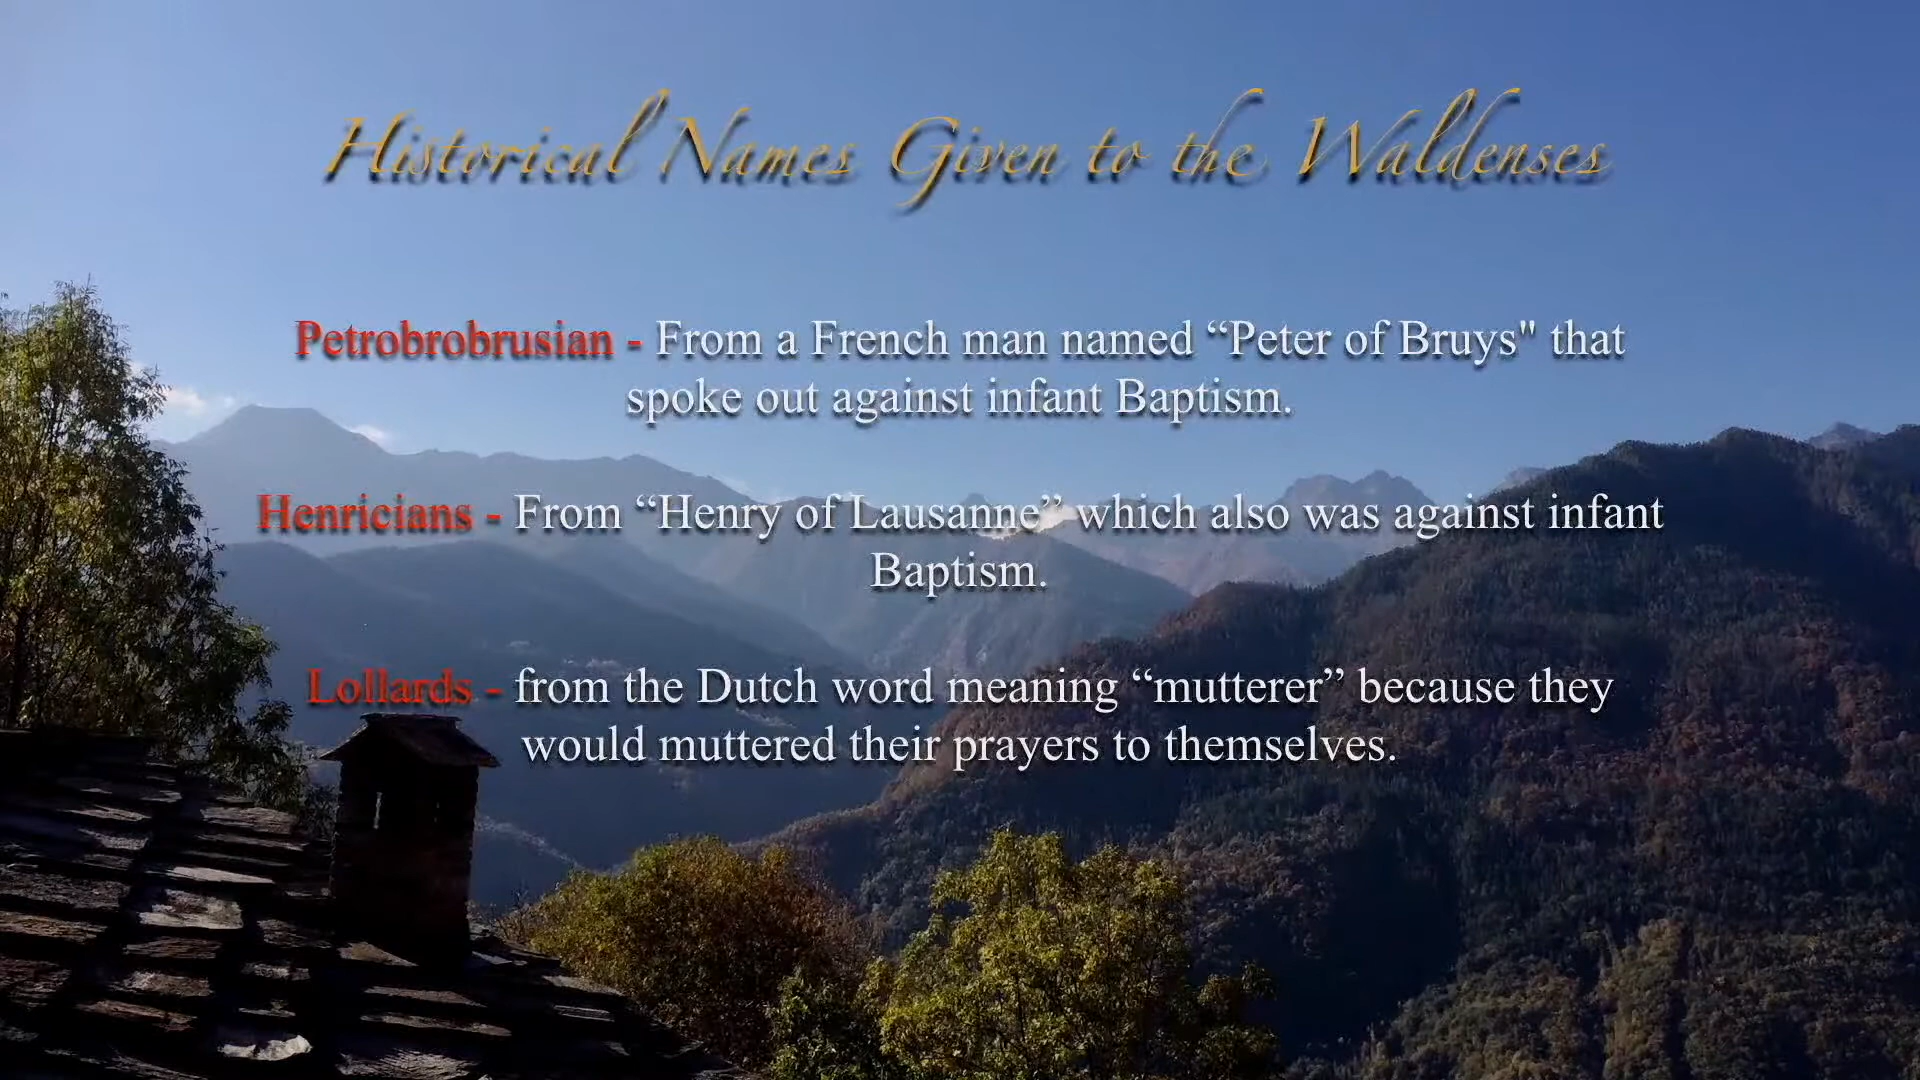 Historical Names Given to the Waldenses
Petrobrobrusian - From a French man named “Peter of Bruys" that
spoke out against infant Baptism.
Henricians - From “Henry of Lausanne” which also was against infant
Baptism.
Lollards - from the Dutch word meaning “mutterer” because they
would muttered their prayers to themselves.